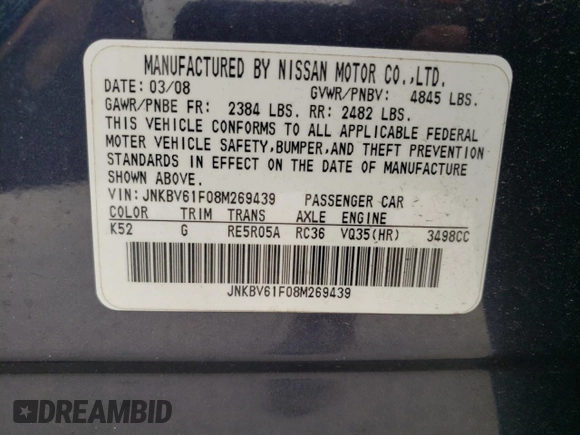 MANUFACTURED BY NISSAN MOTOR CO.,LTD.
DATE: 03/08 GVWR/PNBV: 4845 LBS.
GAWR/PNBE FR: 2384 LBS. RR: 2482 LBS.
THIS VEHICLE CONFORMS TO ALL APPLICABLE FEDERAL
MOTER VEHICLE SAFETY,BUMPER,AND THEFT PREVENTION
STANDARDS IN EFFECT ON THE DATE OF MANUFACTURE
SHOWN ABOVE.
VIN: JNKBV61F08M269439 PASSENGER CAR
COLOR TRIM TRANS AXLE ENGINE
K52 G RE5R05A RC36 VQ35(HR) 3498CC
JNKBV61F08M269439
DREAMBID